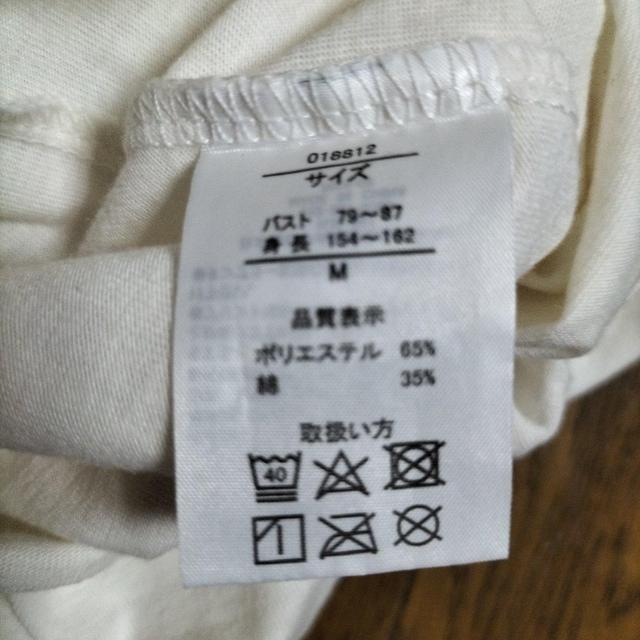 018812
サイズ
バスト 79～87
身長 154～162
M
品質表示
ポリエステル 65%
綿 35%
取扱い方
40